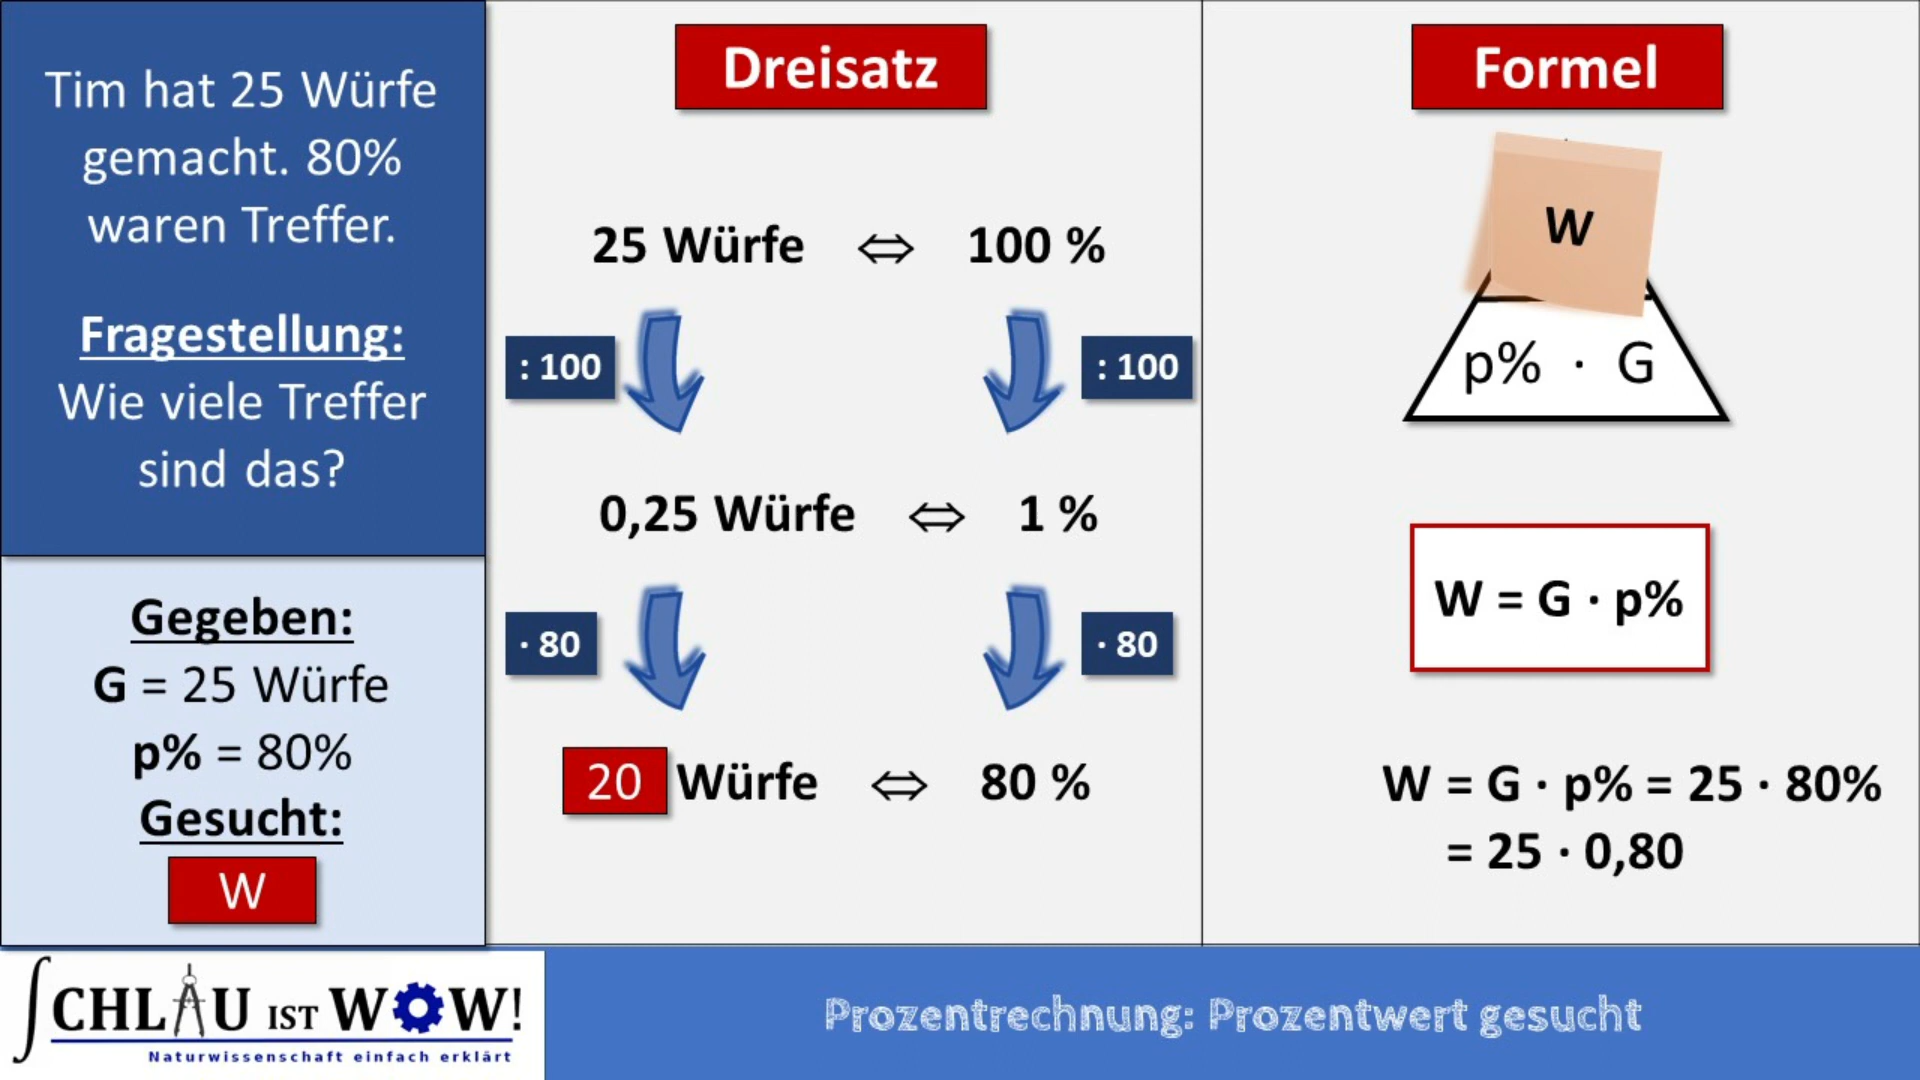 Tim hat 25 Würfe
gemacht. 80%
waren Treffer.
Fragestellung:
Wie viele Treffer
sind das?
Gegeben:
G = 25 Würfe
p% = 80%
Gesucht:
W
Dreisatz
25 Würfe ⇔ 100 %
: 100 : 100
0,25 Würfe ⇔ 1 %
· 80 · 80
20 Würfe ⇔ 80 %
Formel
W
p% · G
W = G · p%
W = G · p% = 25 · 80%
= 25 · 0,80
SCHLAU IST WOW!
Naturwissenschaft einfach erklärt
Prozentrechnung: Prozentwert gesucht